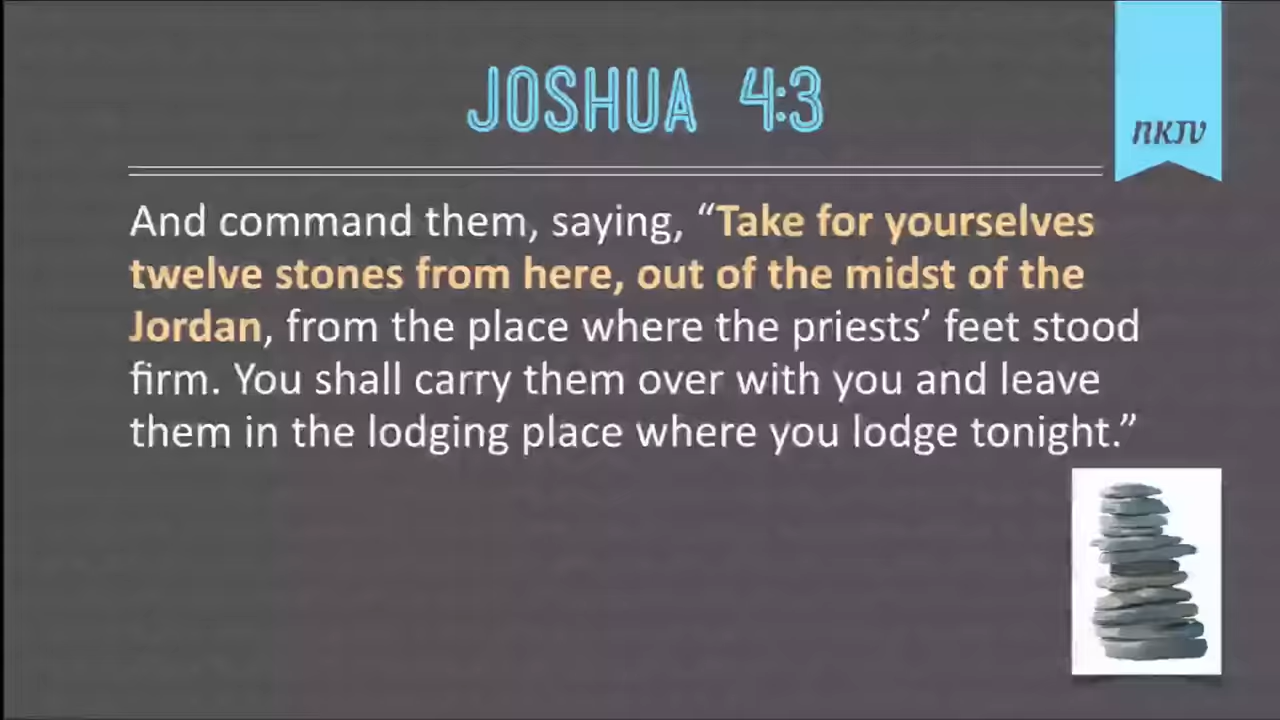 JOSHUA 4:3
NKJV
And command them, saying, “Take for yourselves
twelve stones from here, out of the midst of the
Jordan, from the place where the priests’ feet stood
firm. You shall carry them over with you and leave
them in the lodging place where you lodge tonight.”